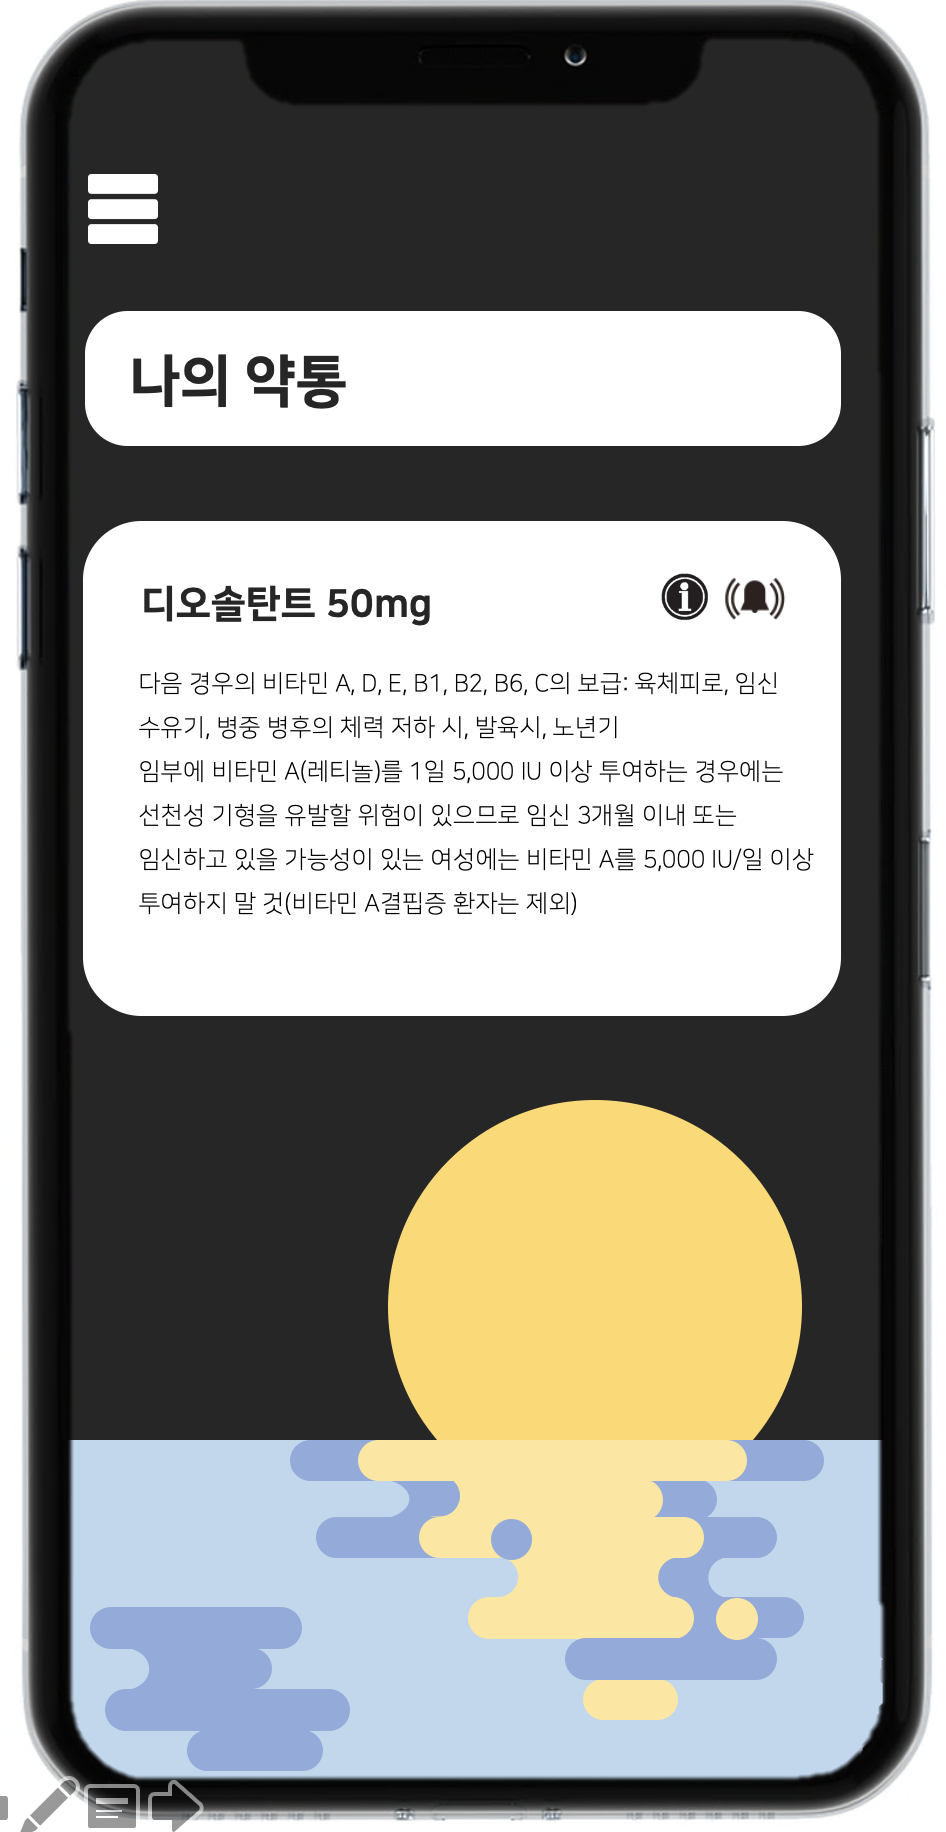 나의 약통
디오솔탄트 50mg
다음 경우의 비타민 A, D, E, B1, B2, B6, C의 보급: 육체피로, 임신
수유기, 병중 병후의 체력 저하 시, 발육시, 노년기
임부에 비타민 A(레티놀)를 1일 5,000 IU 이상 투여하는 경우에는
선천성 기형을 유발할 위험이 있으므로 임신 3개월 이내 또는
임신하고 있을 가능성이 있는 여성에는 비타민 A를 5,000 IU/일 이상
투여하지 말 것(비타민 A결핍증 환자는 제외)